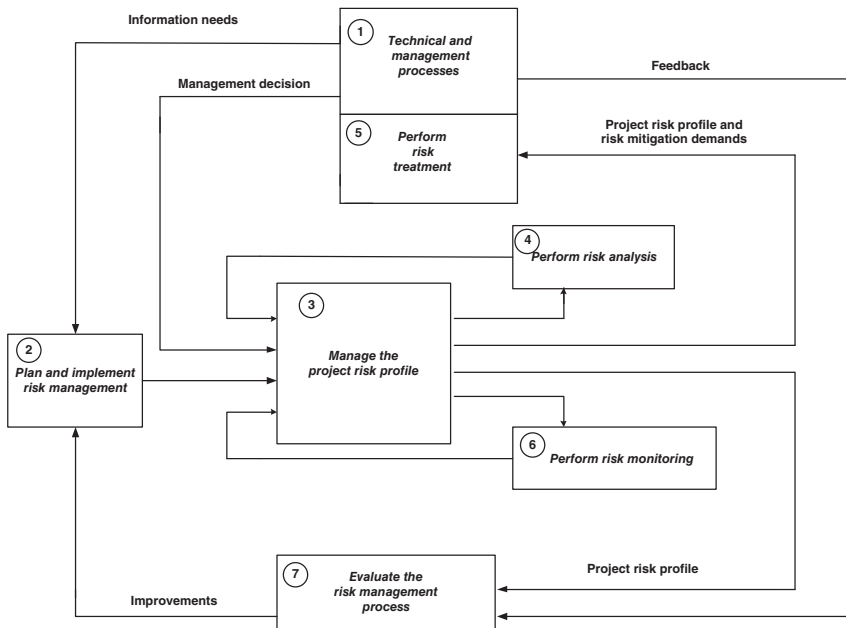 Information needs
1
Technical and
management
processes
Feedback
Management decision
5
Perform
risk
treatment
Project risk profile and
risk mitigation demands
4
Perform risk analysis
3
Manage the
project risk profile
2
Plan and implement
risk management
6
Perform risk monitoring
7
Evaluate the
risk management
process
Project risk profile
Improvements